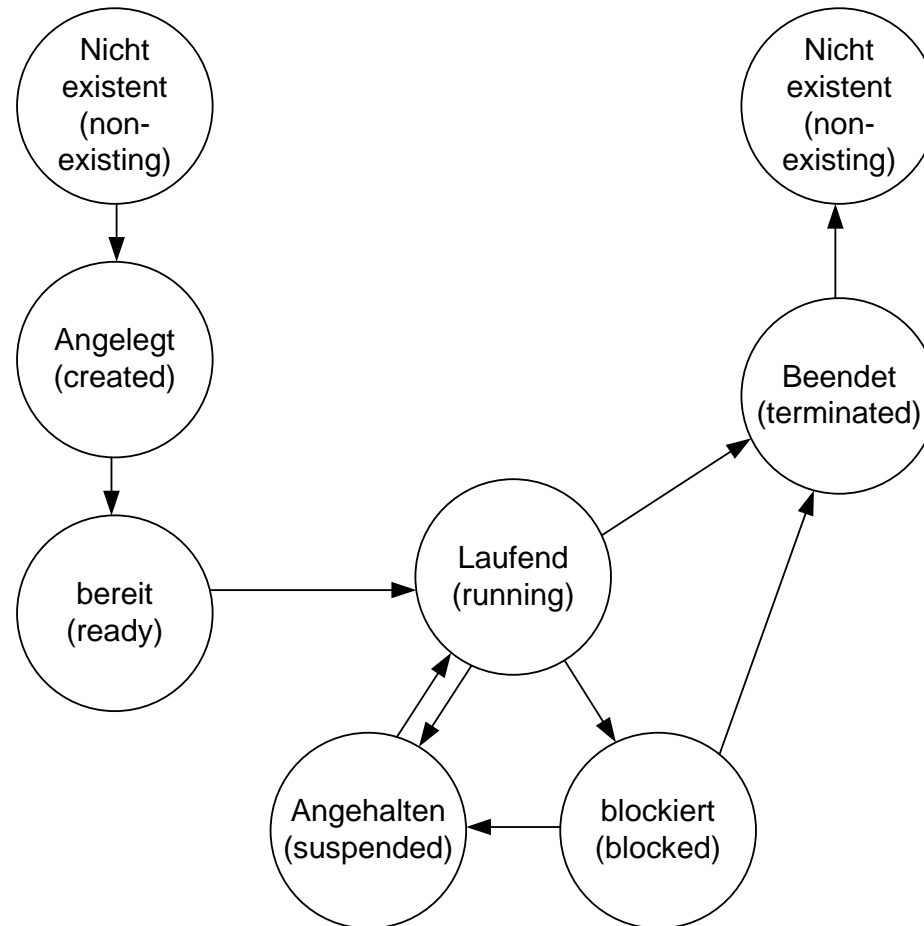 Nicht
existent
(non-
existing)
Nicht
existent
(non-
existing)
Angelegt
(created)
Beendet
(terminated)
bereit
(ready)
Laufend
(running)
Angehalten
(suspended)
blockiert
(blocked)